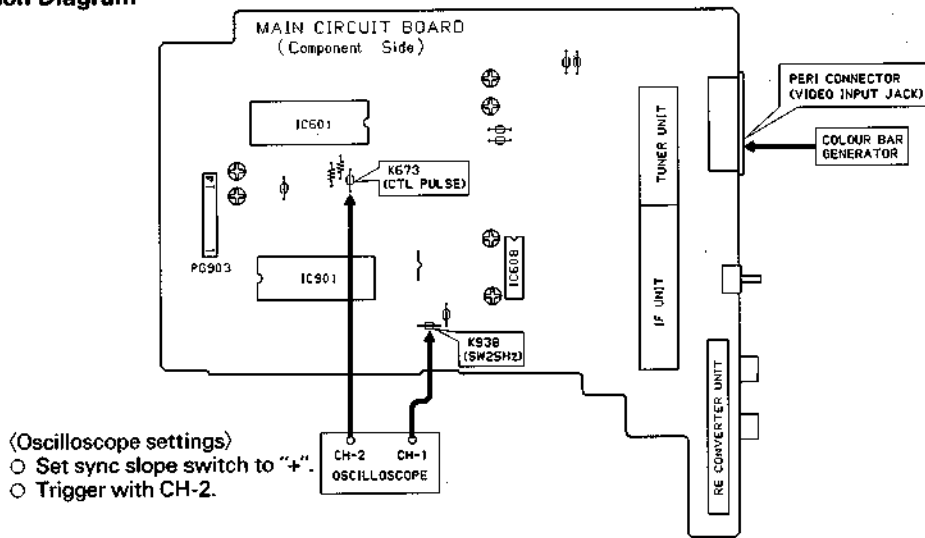 ion Diagram
MAIN CIRCUIT BOARD
(Component Side)
PERI CONNECTOR
(VIDEO INPUT JACK)
COLOUR BAR
GENERATOR
TUNER UNIT
IC601
K673
(CTL PULSE)
PG903
IC901
IC608
IF UNIT
K938
(SW25Hz)
RE CONVERTER UNIT
CH-2 CH-1
OSCILLOSCOPE
〈Oscilloscope settings〉
○ Set sync slope switch to "+".
○ Trigger with CH-2.